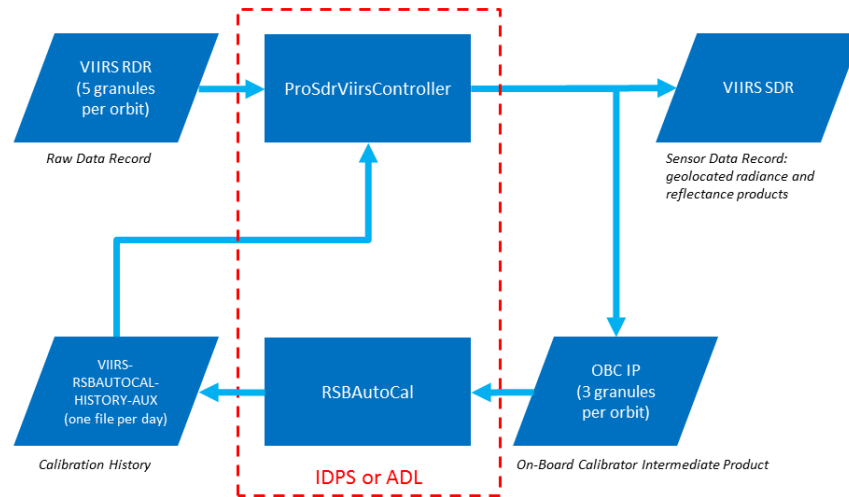 VIIRS RDR
(5 granules
per orbit)
Raw Data Record
ProSdrViirsController
VIIRS SDR
Sensor Data Record:
geolocated radiance and
reflectance products
VIIRS-
RSBAUTOCAL-
HISTORY-AUX
(one file per day)
Calibration History
RSBAutoCal
OBC IP
(3 granules
per orbit)
On-Board Calibrator Intermediate Product
IDPS or ADL